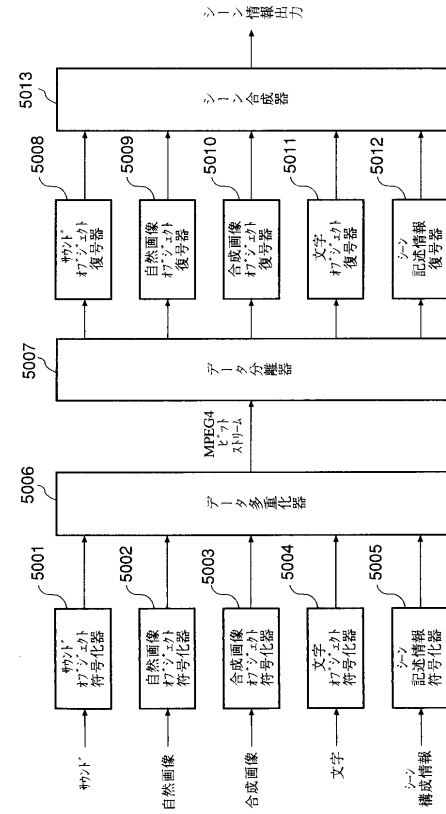 サウンド
自然画像
合成画像
文字
シーン
構成情報
5001
サウンド
オブジェクト
符号化器
5002
自然画像
オブジェクト
符号化器
5003
合成画像
オブジェクト
符号化器
5004
文字
オブジェクト
符号化器
5005
シーン
記述情報
符号化器
5006
データ多重化器
MPEG4
ビット
ストリーム
5007
データ分離器
5008
サウンド
オブジェクト
復号器
5009
自然画像
オブジェクト
復号器
5010
合成画像
オブジェクト
復号器
5011
文字
オブジェクト
復号器
5012
シーン
記述情報
復号器
5013
シーン合成器
シーン情報出力